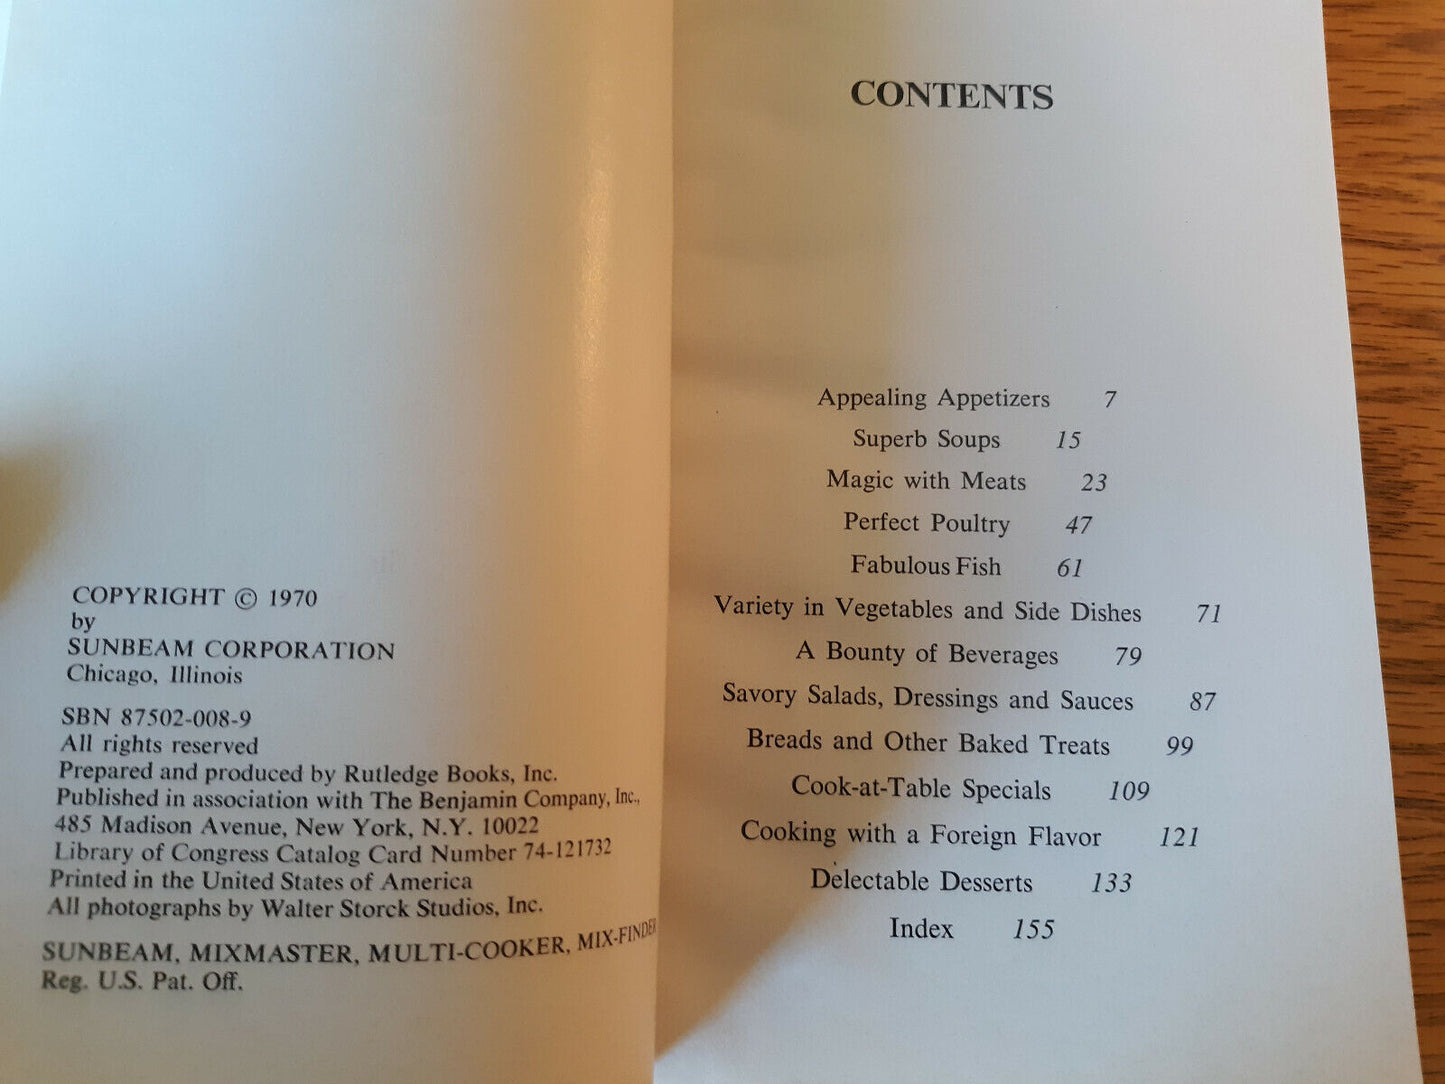 COPYRIGHT © 1970
by
SUNBEAM CORPORATION
Chicago, Illinois
SBN 87502-008-9
All rights reserved
Prepared and produced by Rutledge Books, Inc.
Published in association with The Benjamin Company, Inc.,
485 Madison Avenue, New York, N.Y. 10022
Library of Congress Catalog Card Number 74-121732
Printed in the United States of America
All photographs by Walter Storck Studios, Inc.
SUNBEAM, MIXMASTER, MULTI-COOKER, MIX-FINDER
Reg. U.S. Pat. Off.
CONTENTS
Appealing Appetizers 7
Superb Soups 15
Magic with Meats 23
Perfect Poultry 47
Fabulous Fish 61
Variety in Vegetables and Side Dishes 71
A Bounty of Beverages 79
Savory Salads, Dressings and Sauces 87
Breads and Other Baked Treats 99
Cook-at-Table Specials 109
Cooking with a Foreign Flavor 121
Delectable Desserts 133
Index 155